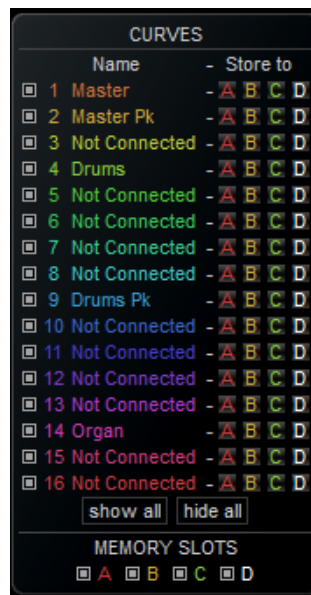 CURVES
Name - Store to
1 Master - A B C D
2 Master Pk - A B C D
3 Not Connected - A B C D
4 Drums - A B C D
5 Not Connected - A B C D
6 Not Connected - A B C D
7 Not Connected - A B C D
8 Not Connected - A B C D
9 Drums Pk - A B C D
10 Not Connected - A B C D
11 Not Connected - A B C D
12 Not Connected - A B C D
13 Not Connected - A B C D
14 Organ - A B C D
15 Not Connected - A B C D
16 Not Connected - A B C D
show all hide all
MEMORY SLOTS
A B C D